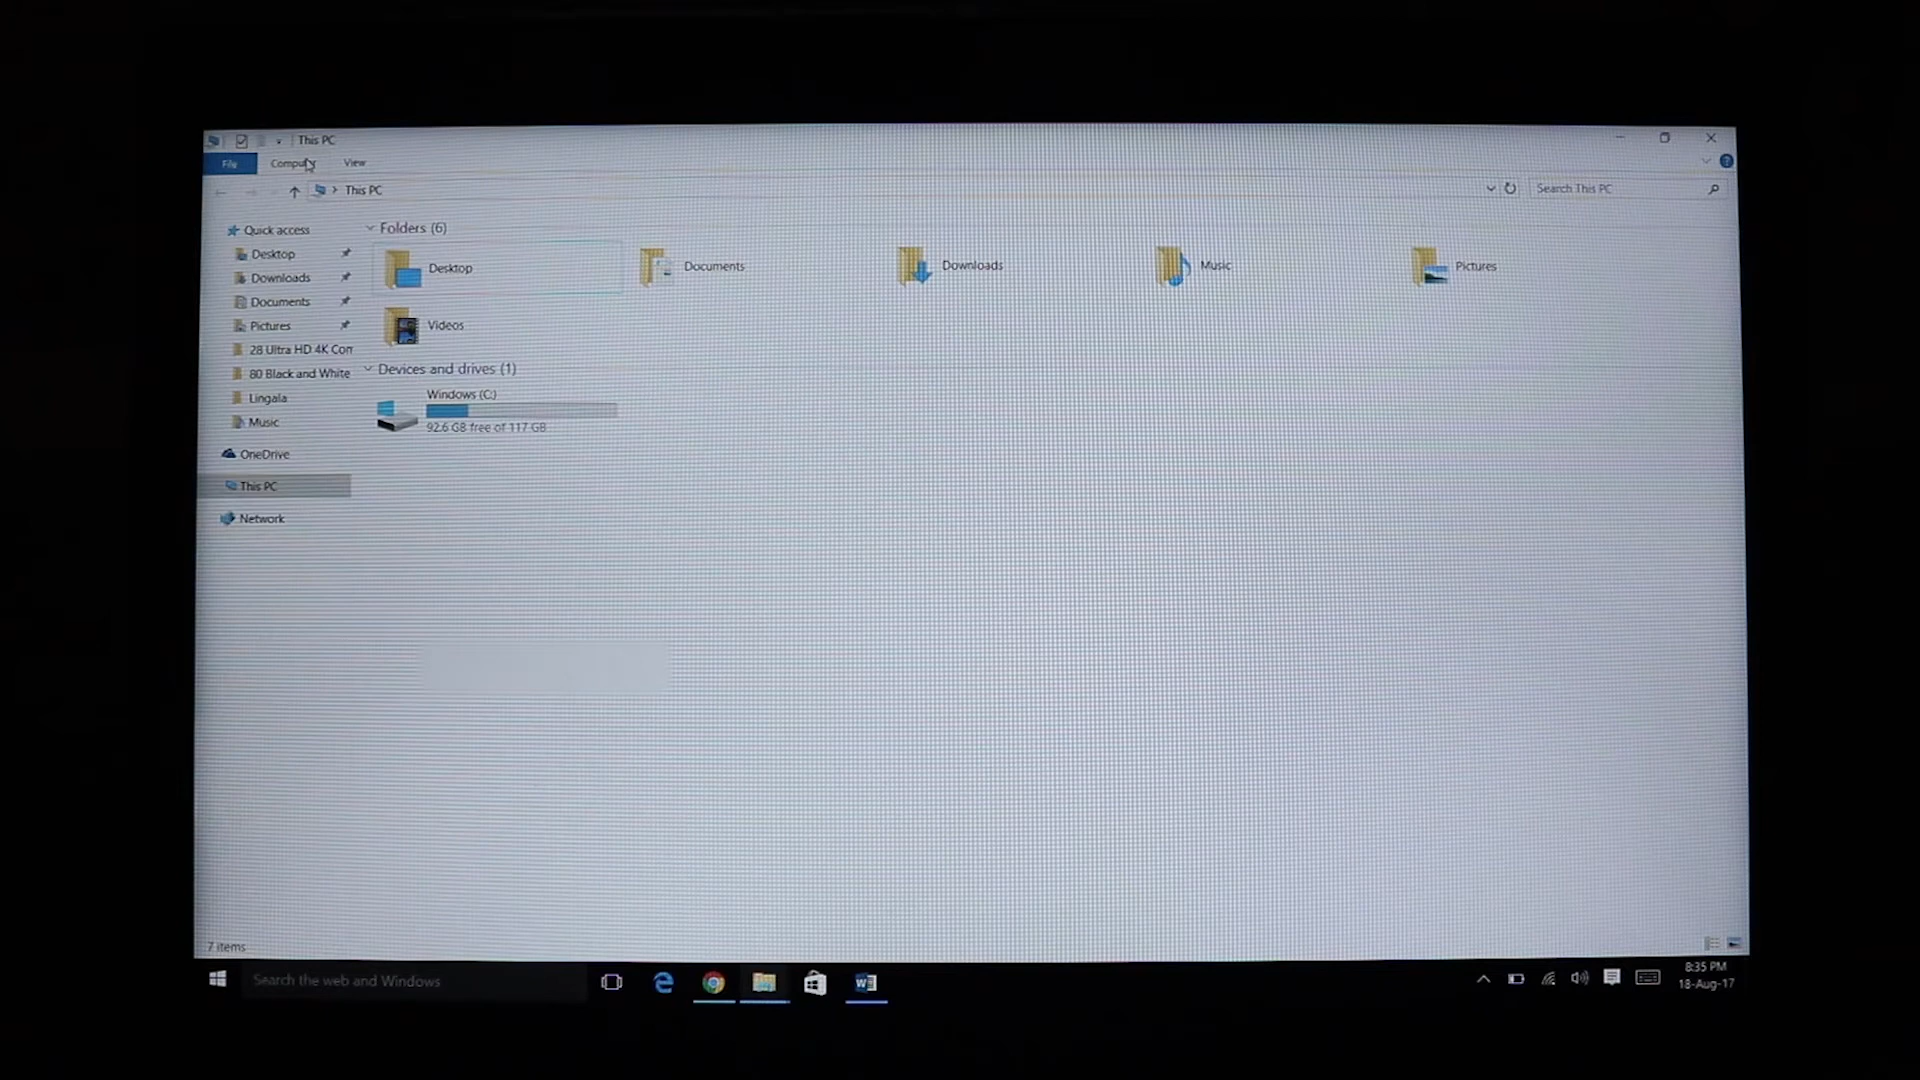 This PC
File
Computer
View
This PC
Search This PC
Quick access
Desktop
Downloads
Documents
Pictures
28 Ultra HD 4K Con
80 Black and White
Lingala
Music
OneDrive
This PC
Network
Folders (6)
Desktop
Documents
Downloads
Music
Pictures
Videos
Devices and drives (1)
Windows (C:)
92.6 GB free of 117 GB
7 items
Search the web and Windows
8:35 PM
18-Aug-17